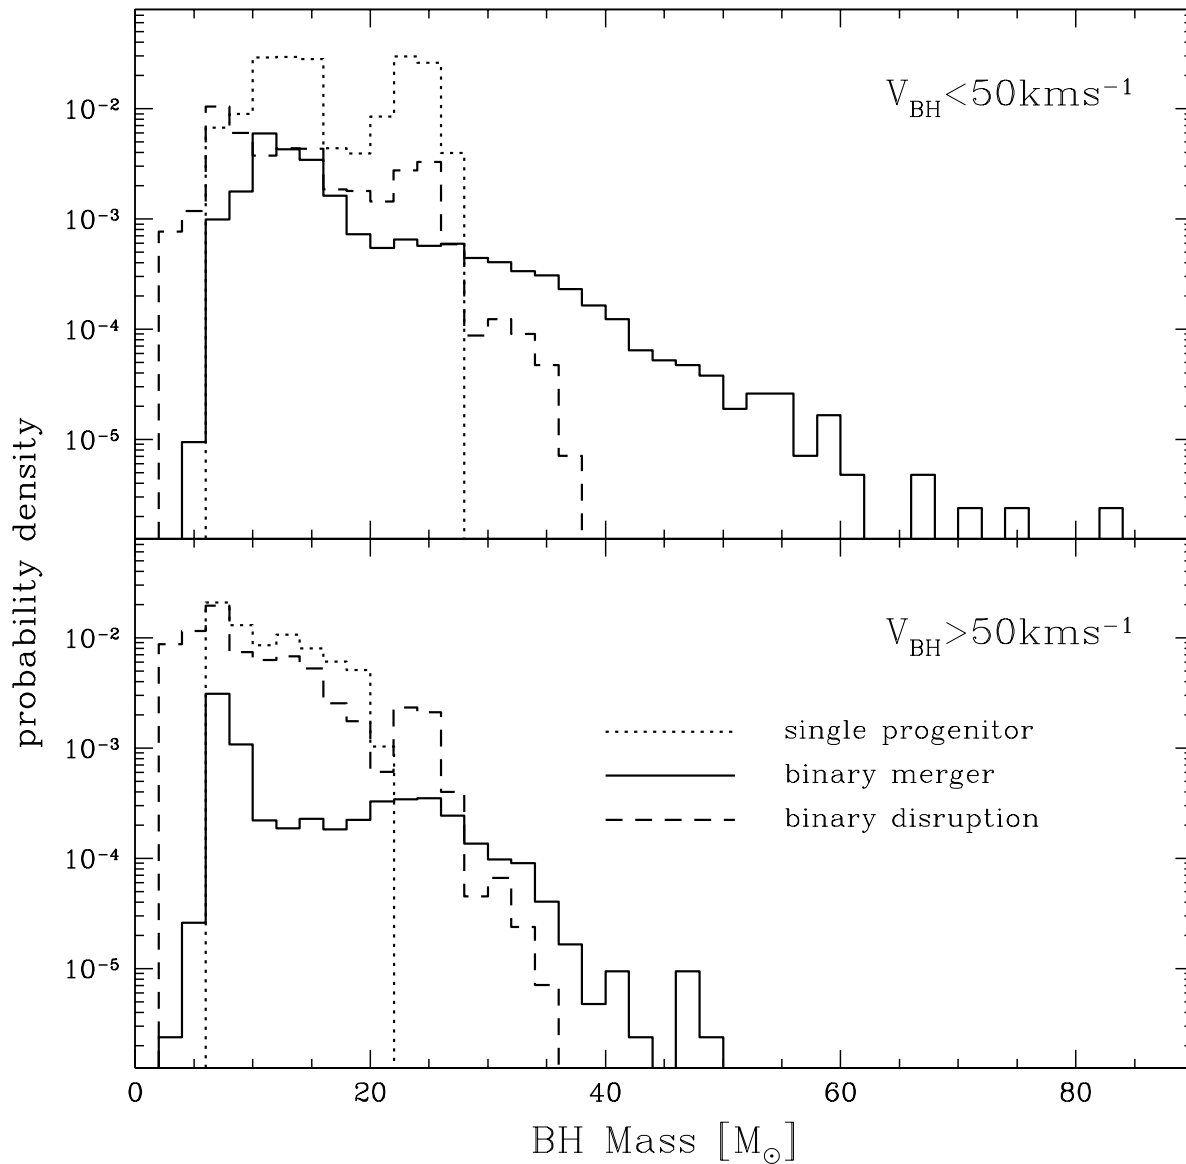 V_BH<50kms⁻¹
10⁻²
10⁻³
10⁻⁴
10⁻⁵
probability density
V_BH>50kms⁻¹
10⁻²
10⁻³
10⁻⁴
10⁻⁵
single progenitor
binary merger
binary disruption
0 20 40 60 80
BH Mass [M_⊙]